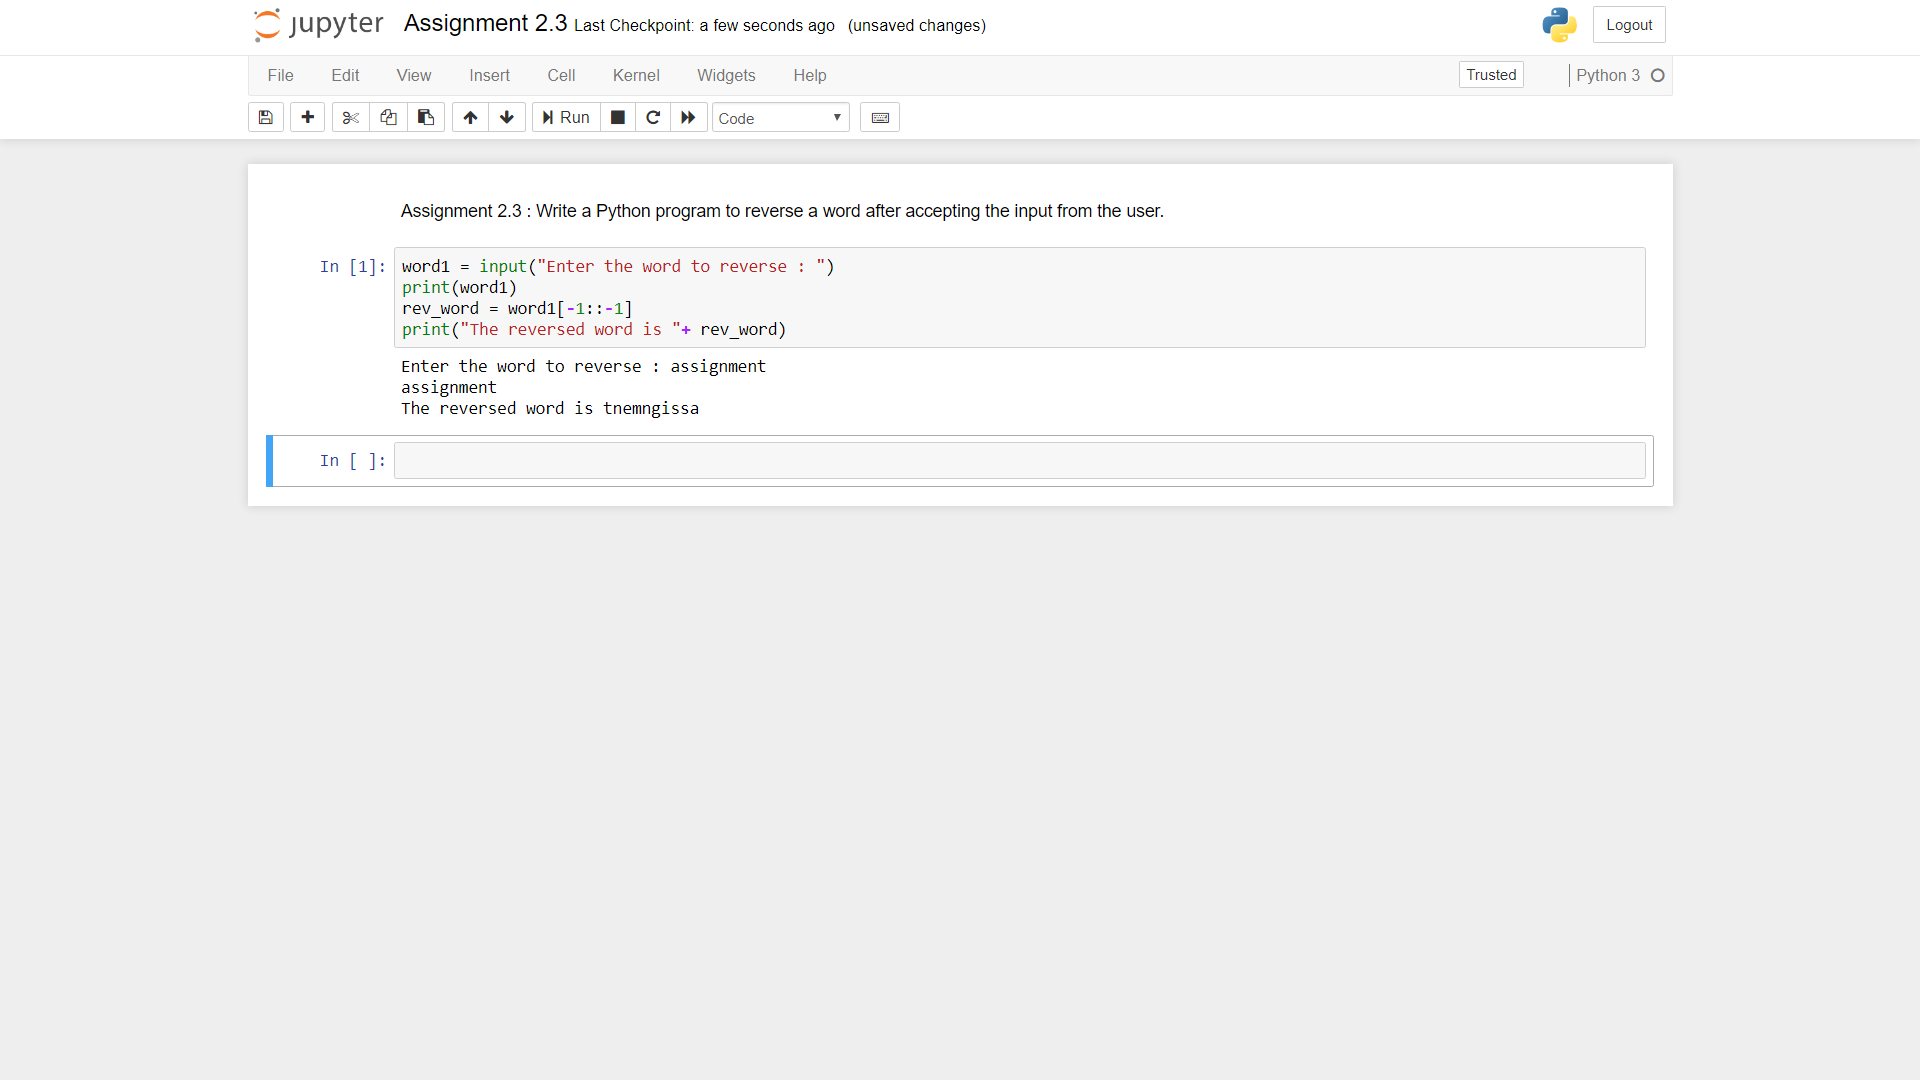 jupyter Assignment 2.3 Last Checkpoint: a few seconds ago (unsaved changes) Logout
File Edit View Insert Cell Kernel Widgets Help Trusted Python 3
Run Code
Assignment 2.3 : Write a Python program to reverse a word after accepting the input from the user.
In [1]: word1 = input("Enter the word to reverse : ")
print(word1)
rev_word = word1[-1::-1]
print("The reversed word is "+ rev_word)
Enter the word to reverse : assignment
assignment
The reversed word is tnemngissa
In [ ]: